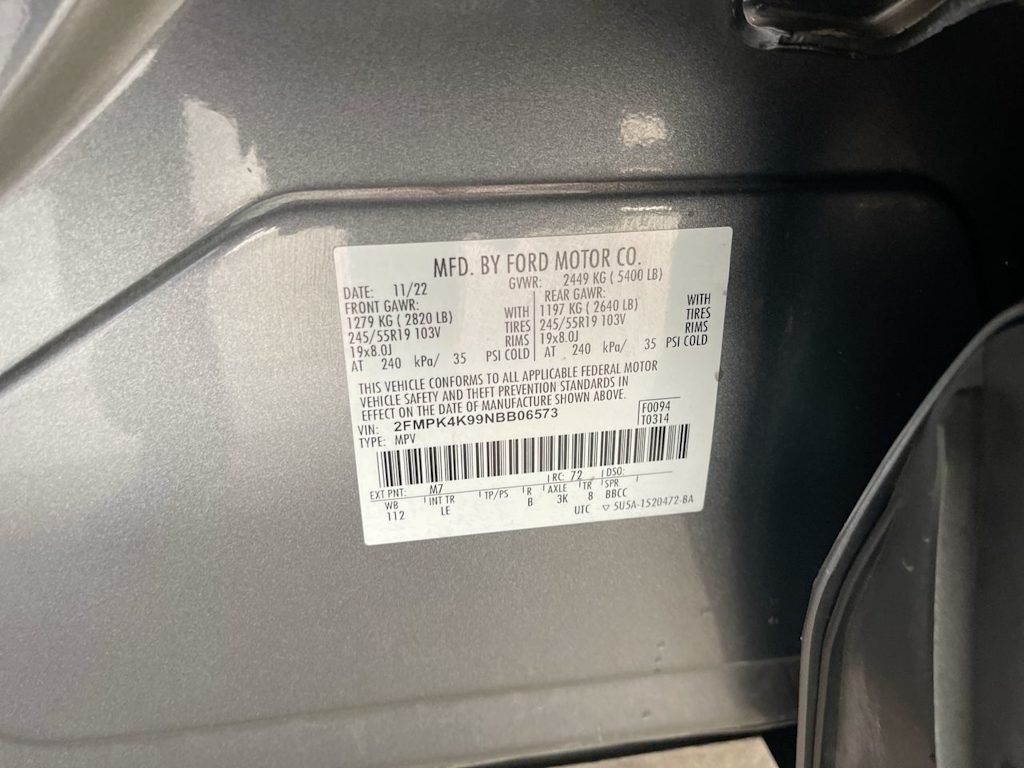 MFD. BY FORD MOTOR CO.
DATE: 11/22 GVWR: 2449 KG ( 5400 LB)
FRONT GAWR: REAR GAWR:
1279 KG ( 2820 LB) WITH 1197 KG ( 2640 LB) WITH
245/55R19 103V TIRES 245/55R19 103V TIRES
19x8.0J RIMS 19x8.0J RIMS
AT 240 kPa/ 35 PSI COLD AT 240 kPa/ 35 PSI COLD
THIS VEHICLE CONFORMS TO ALL APPLICABLE FEDERAL MOTOR
VEHICLE SAFETY AND THEFT PREVENTION STANDARDS IN
EFFECT ON THE DATE OF MANUFACTURE SHOWN ABOVE.
VIN: 2FMPK4K99NBB06573 F0094
TYPE: MPV T0314
EXT PNT: M7 RC: 72 DSO:
WB INT TR TP/PS R AXLE TR SPR
112 LE B 3K 8 BBCC
UTC ▽ 5U5A-1520472-BA